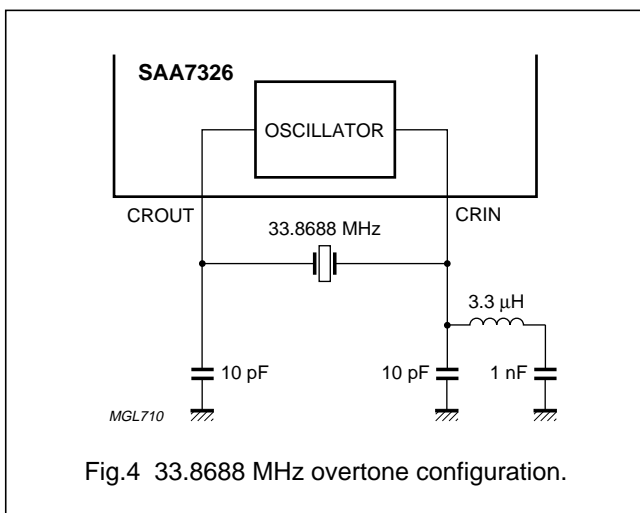 SAA7326
OSCILLATOR
CROUT
CRIN
33.8688 MHz
3.3 μH
10 pF
10 pF
1 nF
MGL710
Fig.4 33.8688 MHz overtone configuration.